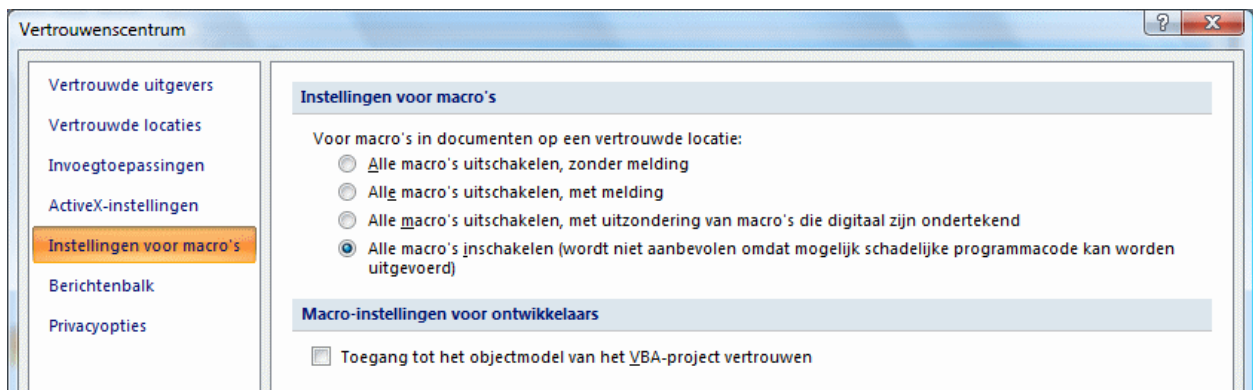 Vertrouwenscentrum
?
X
Vertrouwde uitgevers
Vertrouwde locaties
Invoegtoepassingen
ActiveX-instellingen
Instellingen voor macro's
Berichtenbalk
Privacyopties
Instellingen voor macro's
Voor macro's in documenten op een vertrouwde locatie:
Alle macro's uitschakelen, zonder melding
Alle macro's uitschakelen, met melding
Alle macro's uitschakelen, met uitzondering van macro's die digitaal zijn ondertekend
Alle macro's inschakelen (wordt niet aanbevolen omdat mogelijk schadelijke programmacode kan worden
uitgevoerd)
Macro-instellingen voor ontwikkelaars
Toegang tot het objectmodel van het VBA-project vertrouwen